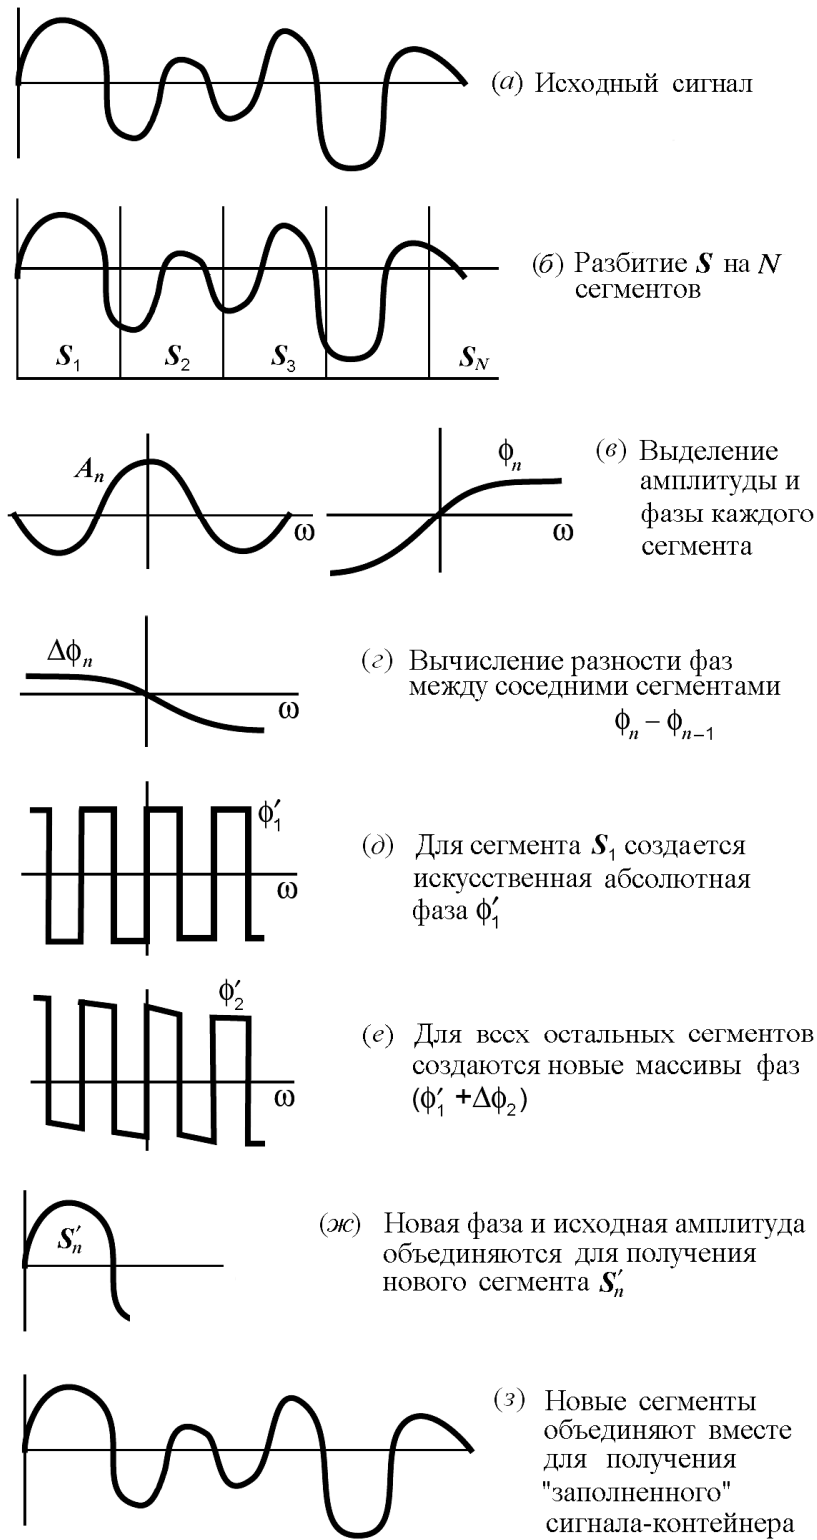 (а) Исходный сигнал
(б) Разбитие S на N
сегментов
S₁ S₂ S₃ S_N
Aₙ
ω
ϕₙ
ω
(в) Выделение
амплитуды и
фазы каждого
сегмента
Δϕₙ
ω
(г) Вычисление разности фаз
между соседними сегментами
ϕₙ – ϕₙ₋₁
ϕ′₁
ω
(д) Для сегмента S₁ создается
искусственная абсолютная
фаза ϕ′₁
ϕ′₂
ω
(е) Для всех остальных сегментов
создаются новые массивы фаз
(ϕ′₁ +Δϕ₂)
S′ₙ
(ж) Новая фаза и исходная амплитуда
объединяются для получения
нового сегмента S′ₙ
(з) Новые сегменты
объединяют вместе
для получения
"заполненного"
сигнала-контейнера